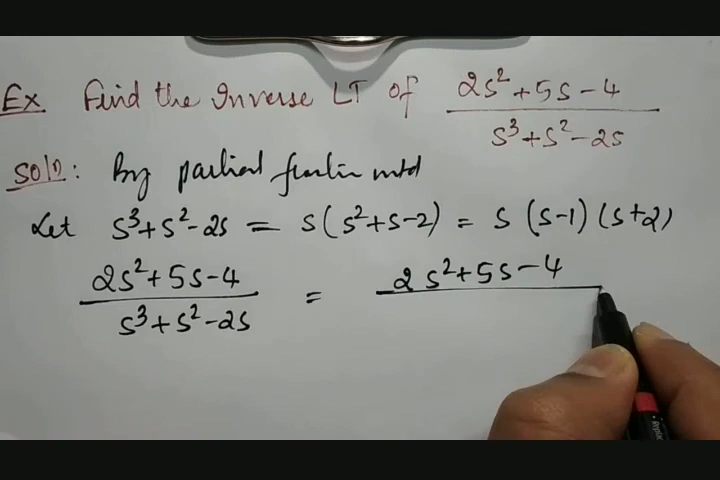 Ex Find the Inverse LT of 2s²+5s-4 / s³+s²-2s
Soln: By partial fraction mtd
Let s³+s²-2s = s(s²+s-2) = s(s-1)(s+2)
2s²+5s-4 / s³+s²-2s = 2s²+5s-4